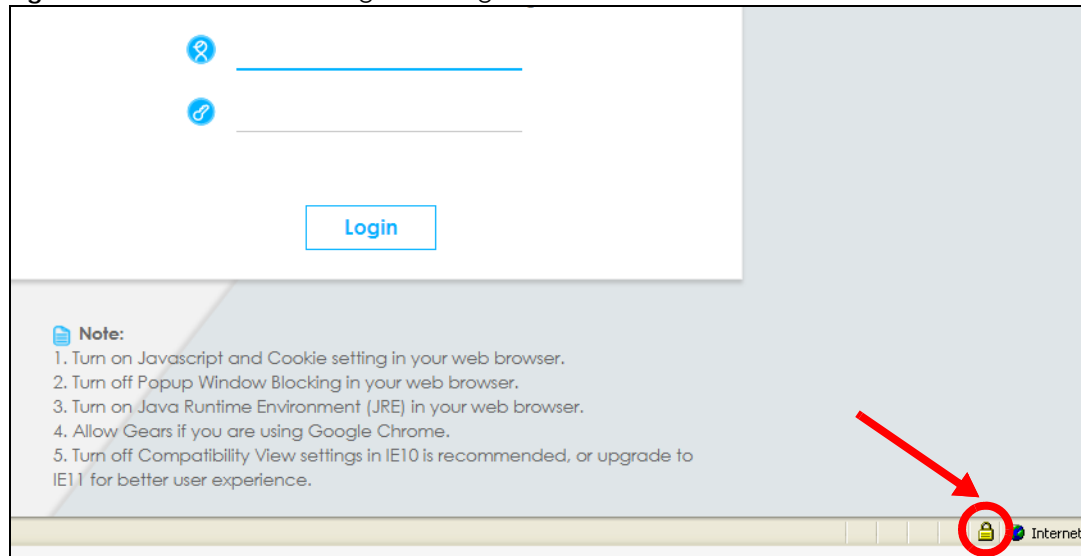 Login
Note:
1. Turn on Javascript and Cookie setting in your web browser.
2. Turn off Popup Window Blocking in your web browser.
3. Turn on Java Runtime Environment (JRE) in your web browser.
4. Allow Gears if you are using Google Chrome.
5. Turn off Compatibility View settings in IE10 is recommended, or upgrade to
IE11 for better user experience.
Internet